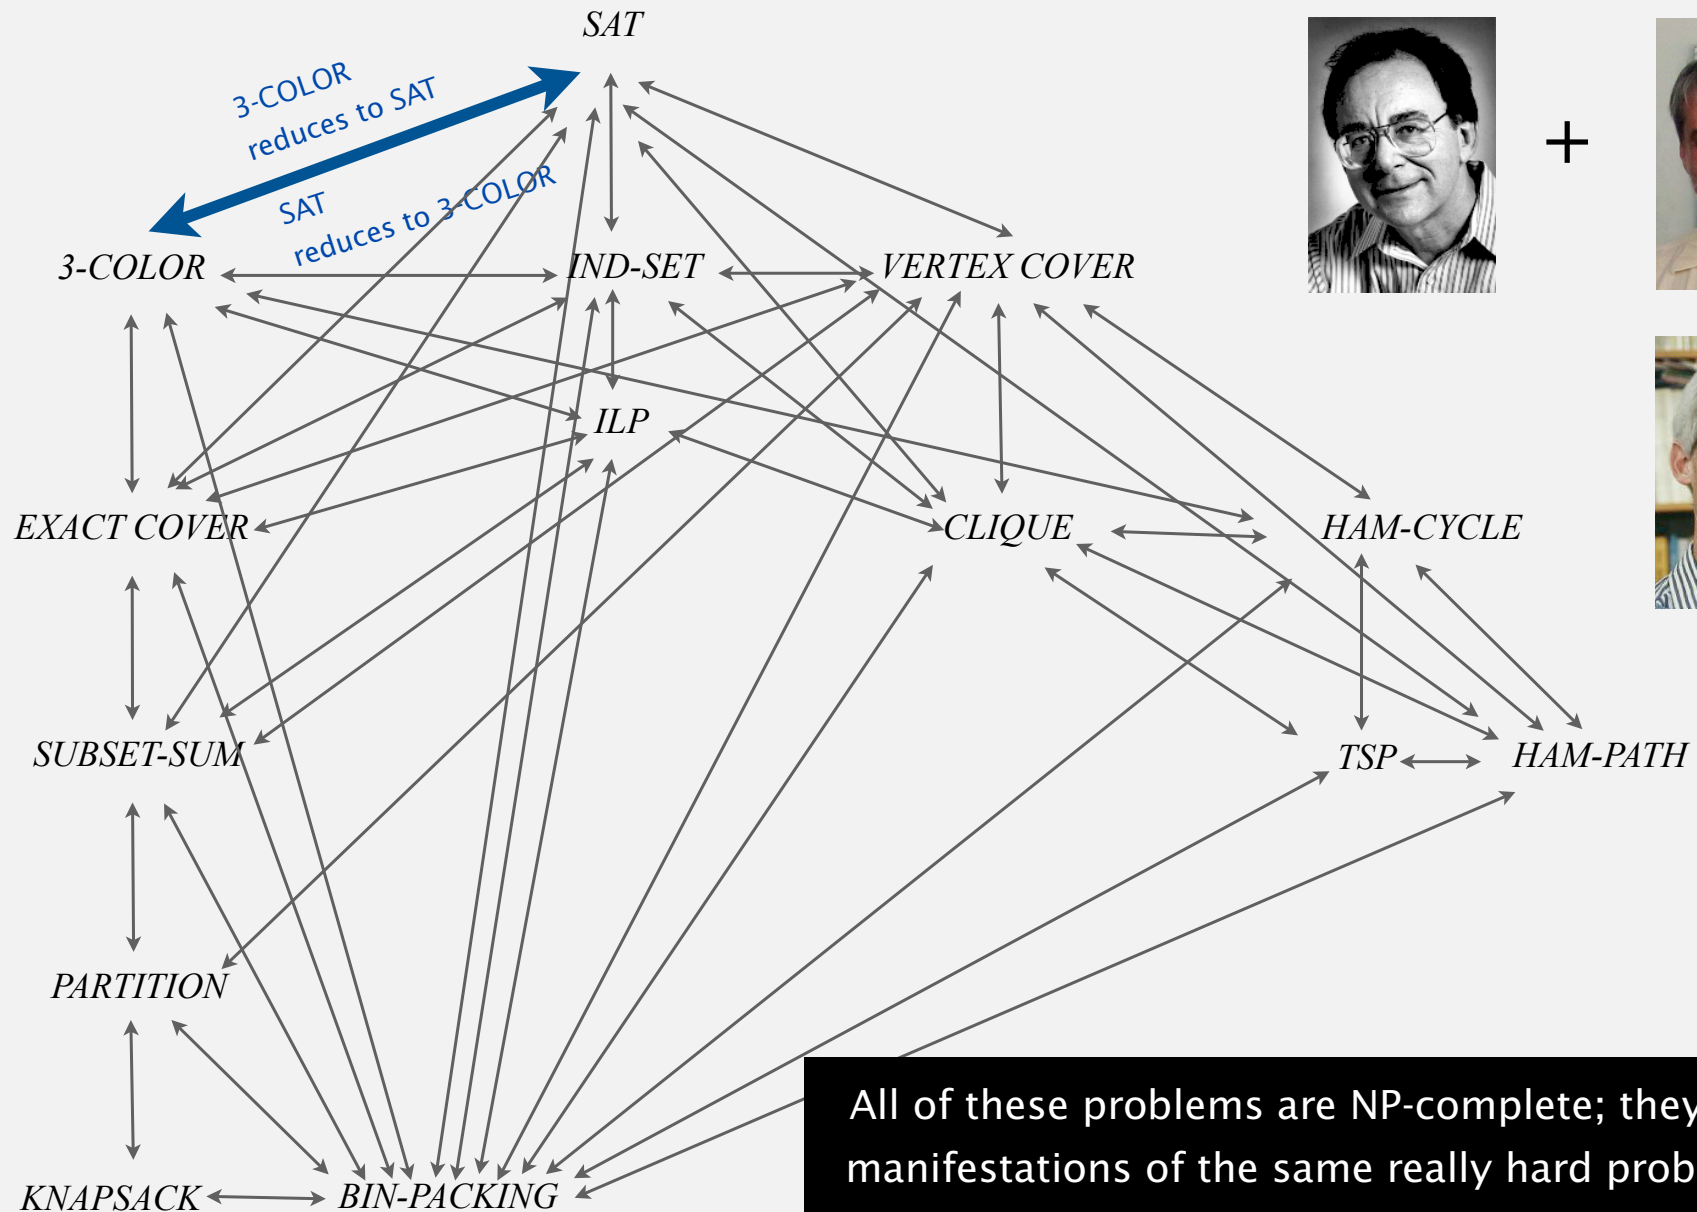 SAT
3-COLOR
reduces to SAT
SAT
reduces to 3-COLOR
+
3-COLOR
IND-SET
VERTEX COVER
ILP
EXACT COVER
CLIQUE
HAM-CYCLE
SUBSET-SUM
TSP
HAM-PATH
PARTITION
All of these problems are NP-complete; they
manifestations of the same really hard prob
KNAPSACK
BIN-PACKING